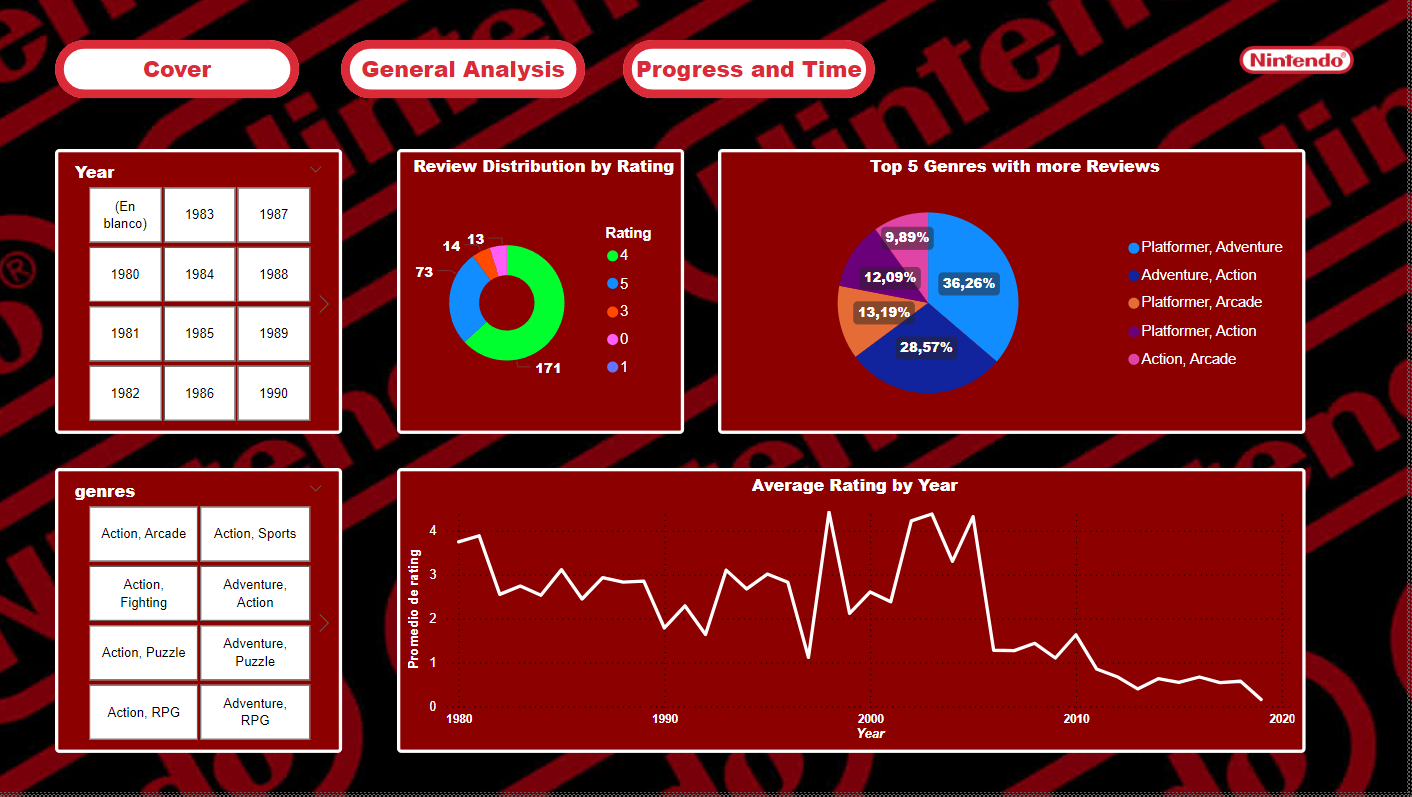 Cover
General Analysis
Progress and Time
Nintendo®
Year
(En
blanco)
1983
1987
1980
1984
1988
1981
1985
1989
1982
1986
1990
Review Distribution by Rating
14
13
73
171
Rating
4
5
3
0
1
Top 5 Genres with more Reviews
9,89%
12,09%
13,19%
28,57%
36,26%
Platformer, Adventure
Adventure, Action
Platformer, Arcade
Platformer, Action
Action, Arcade
genres
Action, Arcade
Action, Sports
Action,
Fighting
Adventure,
Action
Action, Puzzle
Adventure,
Puzzle
Action, RPG
Adventure,
RPG
Average Rating by Year
Promedio de rating
4
3
2
1
0
1980
1990
2000
2010
2020
Year